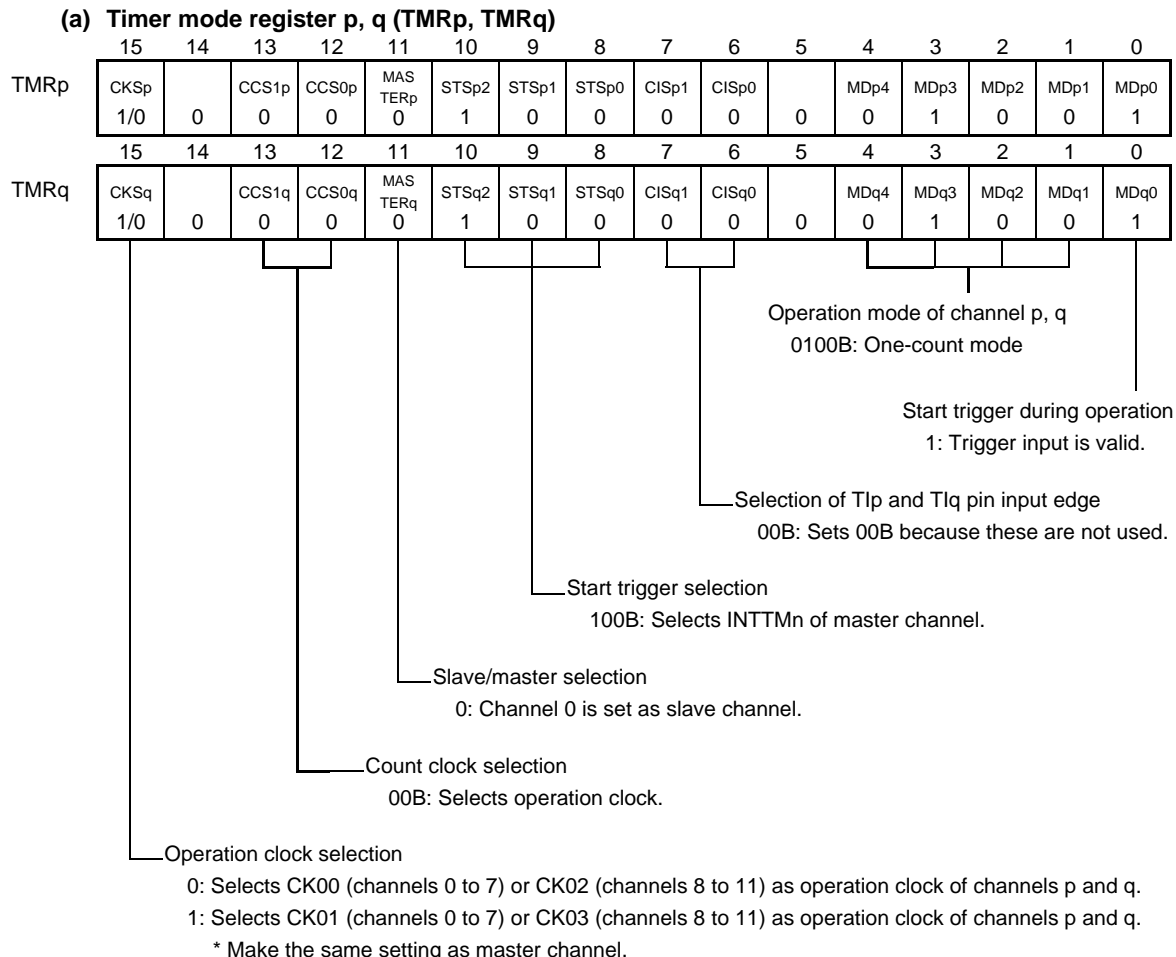 (a) Timer mode register p, q (TMRp, TMRq)
15 14 13 12 11 10 9 8 7 6 5 4 3 2 1 0
TMRp CKSp CCS1p CCS0p MAS TERp STSp2 STSp1 STSp0 CISp1 CISp0 MDp4 MDp3 MDp2 MDp1 MDp0
1/0 0 0 0 0 1 0 0 0 0 0 0 1 0 0 1
15 14 13 12 11 10 9 8 7 6 5 4 3 2 1 0
TMRq CKSq CCS1q CCS0q MAS TERq STSq2 STSq1 STSq0 CISq1 CISq0 MDq4 MDq3 MDq2 MDq1 MDq0
1/0 0 0 0 0 1 0 0 0 0 0 0 1 0 0 1
Operation mode of channel p, q
0100B: One-count mode
Start trigger during operation
1: Trigger input is valid.
Selection of TIp and TIq pin input edge
00B: Sets 00B because these are not used.
Start trigger selection
100B: Selects INTTMn of master channel.
Slave/master selection
0: Channel 0 is set as slave channel.
Count clock selection
00B: Selects operation clock.
Operation clock selection
0: Selects CK00 (channels 0 to 7) or CK02 (channels 8 to 11) as operation clock of channels p and q.
1: Selects CK01 (channels 0 to 7) or CK03 (channels 8 to 11) as operation clock of channels p and q.
* Make the same setting as master channel.